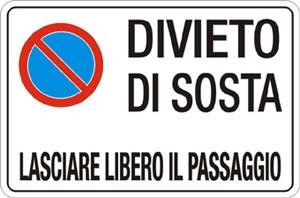 DIVIETO
DI SOSTA
LASCIARE LIBERO IL PASSAGGIO